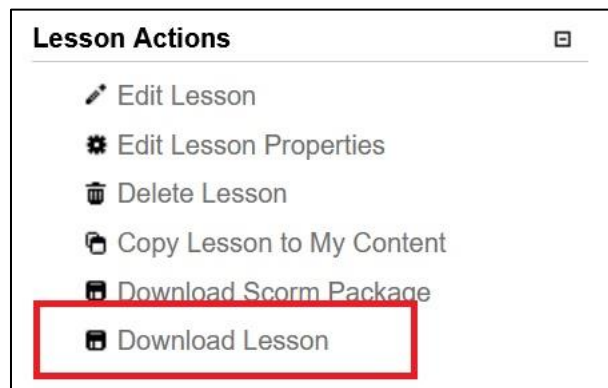 Lesson Actions
Edit Lesson
Edit Lesson Properties
Delete Lesson
Copy Lesson to My Content
Download Scorm Package
Download Lesson